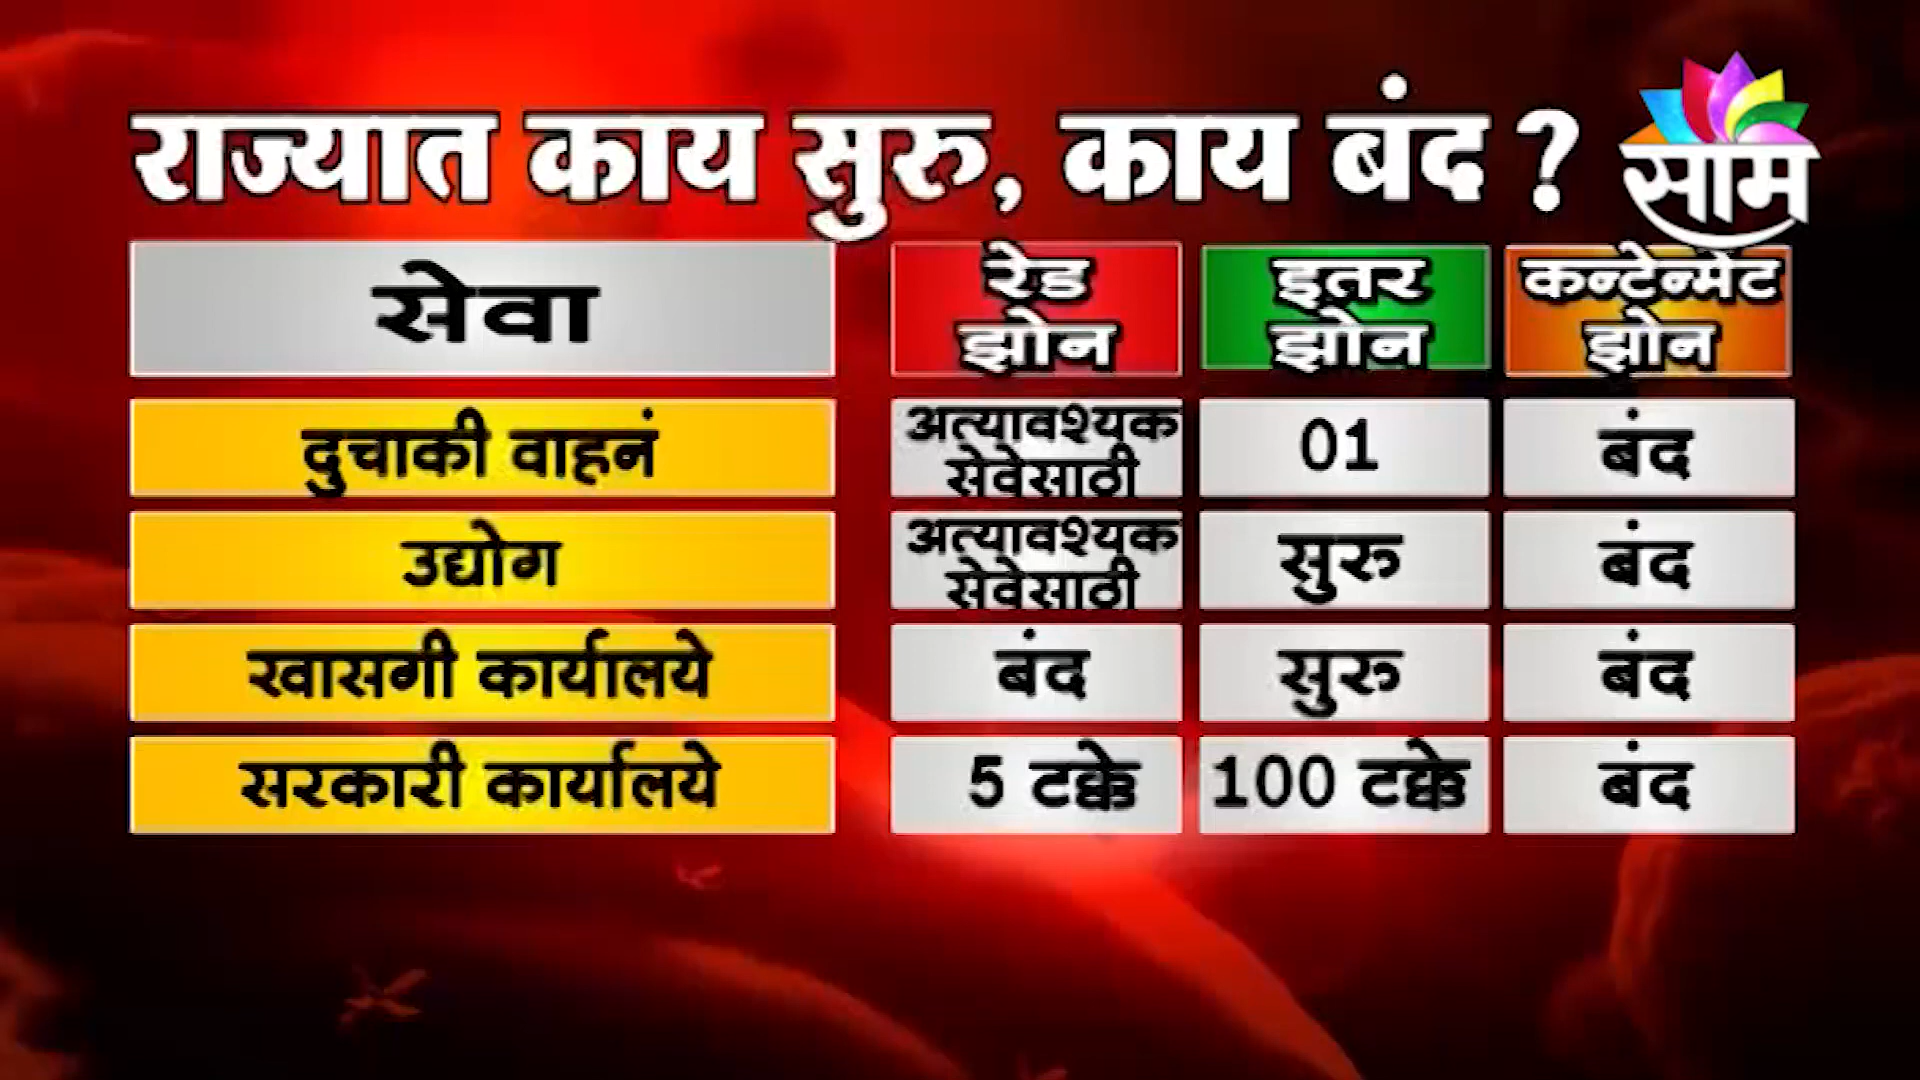 राज्यात काय सुरु, काय बंद ?
साम
सेवा
रेड
झोन
इतर
झोन
कन्टेन्मेंट
झोन
दुचाकी वाहनं
अत्यावश्यक
सेवेसाठी
01
बंद
उद्योग
अत्यावश्यक
सेवेसाठी
सुरु
बंद
खासगी कार्यालये
बंद
सुरु
बंद
सरकारी कार्यालये
5 टक्के
100 टक्के
बंद